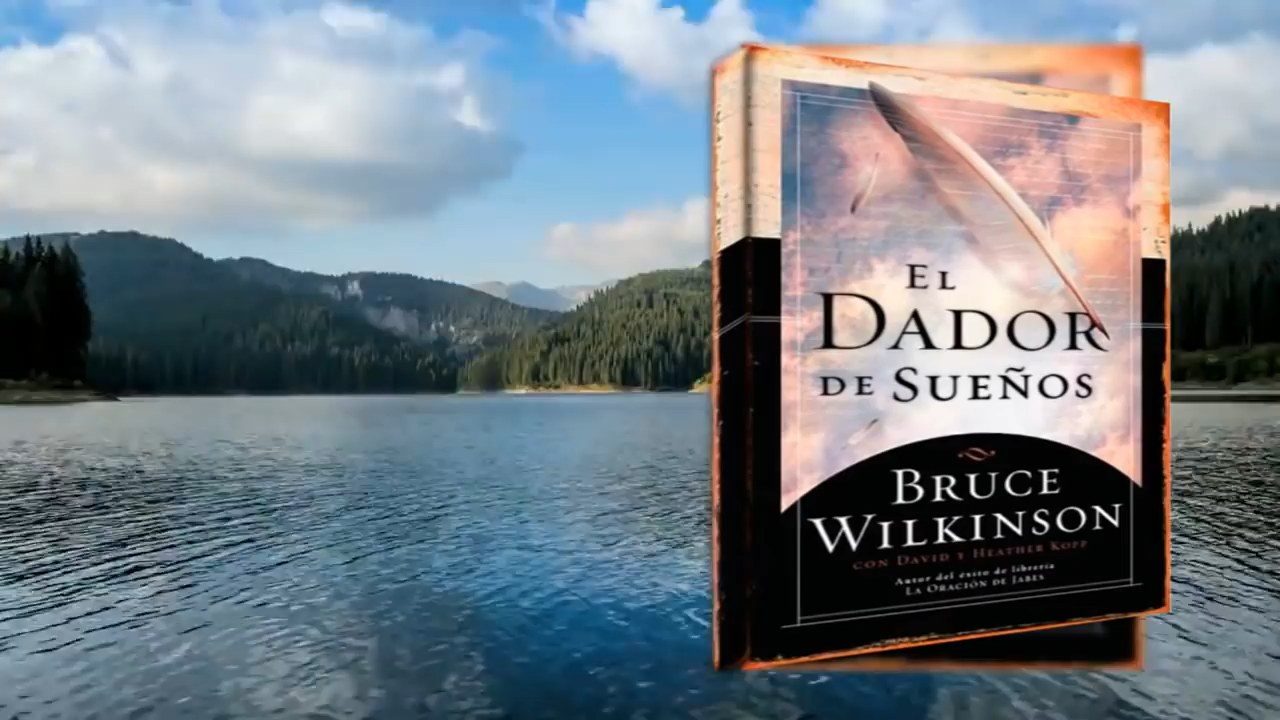 EL
DADOR
DE SUEÑOS
BRUCE
WILKINSON
CON DAVID Y HEATHER KOPP
Autor del éxito de librería
LA ORACIÓN DE JABES